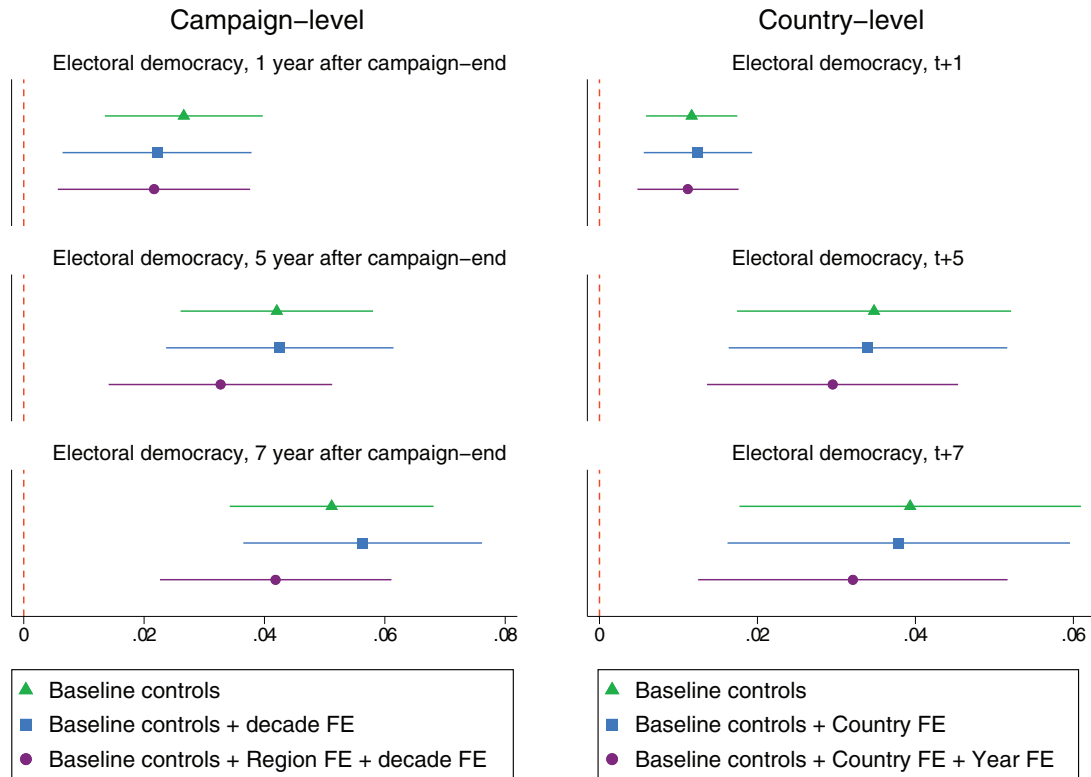 Campaign−level
Electoral democracy, 1 year after campaign−end
Electoral democracy, 5 year after campaign−end
Electoral democracy, 7 year after campaign−end
0 .02 .04 .06 .08
Baseline controls
Baseline controls + decade FE
Baseline controls + Region FE + decade FE
Country−level
Electoral democracy, t+1
Electoral democracy, t+5
Electoral democracy, t+7
0 .02 .04 .06
Baseline controls
Baseline controls + Country FE
Baseline controls + Country FE + Year FE